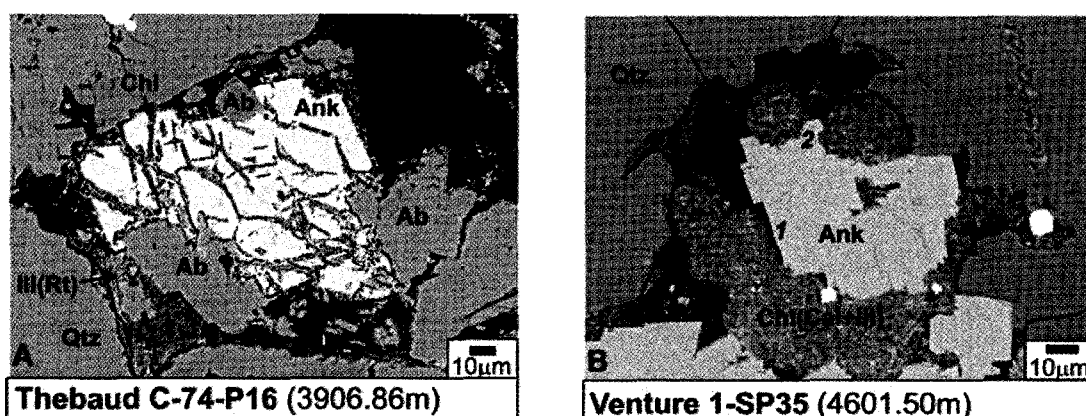 Chl
Ab
Ank
Ab
Ab
Ill(Rt)
Qtz
A
10µm
Thebaud C-74-P16 (3906.86m)
Qtz
2
1
Ank
B
10µm
Venture 1-SP35 (4601.50m)